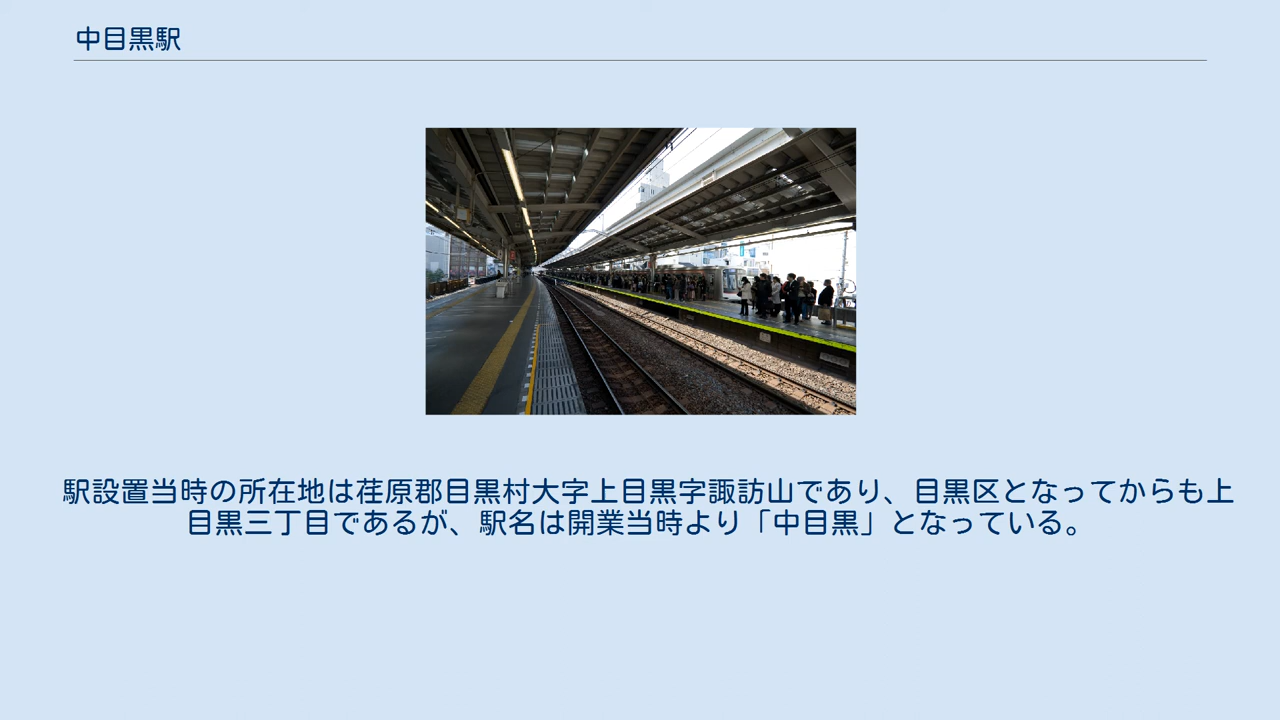 中目黒駅
駅設置当時の所在地は荏原郡目黒村大字上目黒字諏訪山であり、目黒区となってからも上
目黒三丁目であるが、駅名は開業当時より「中目黒」となっている。